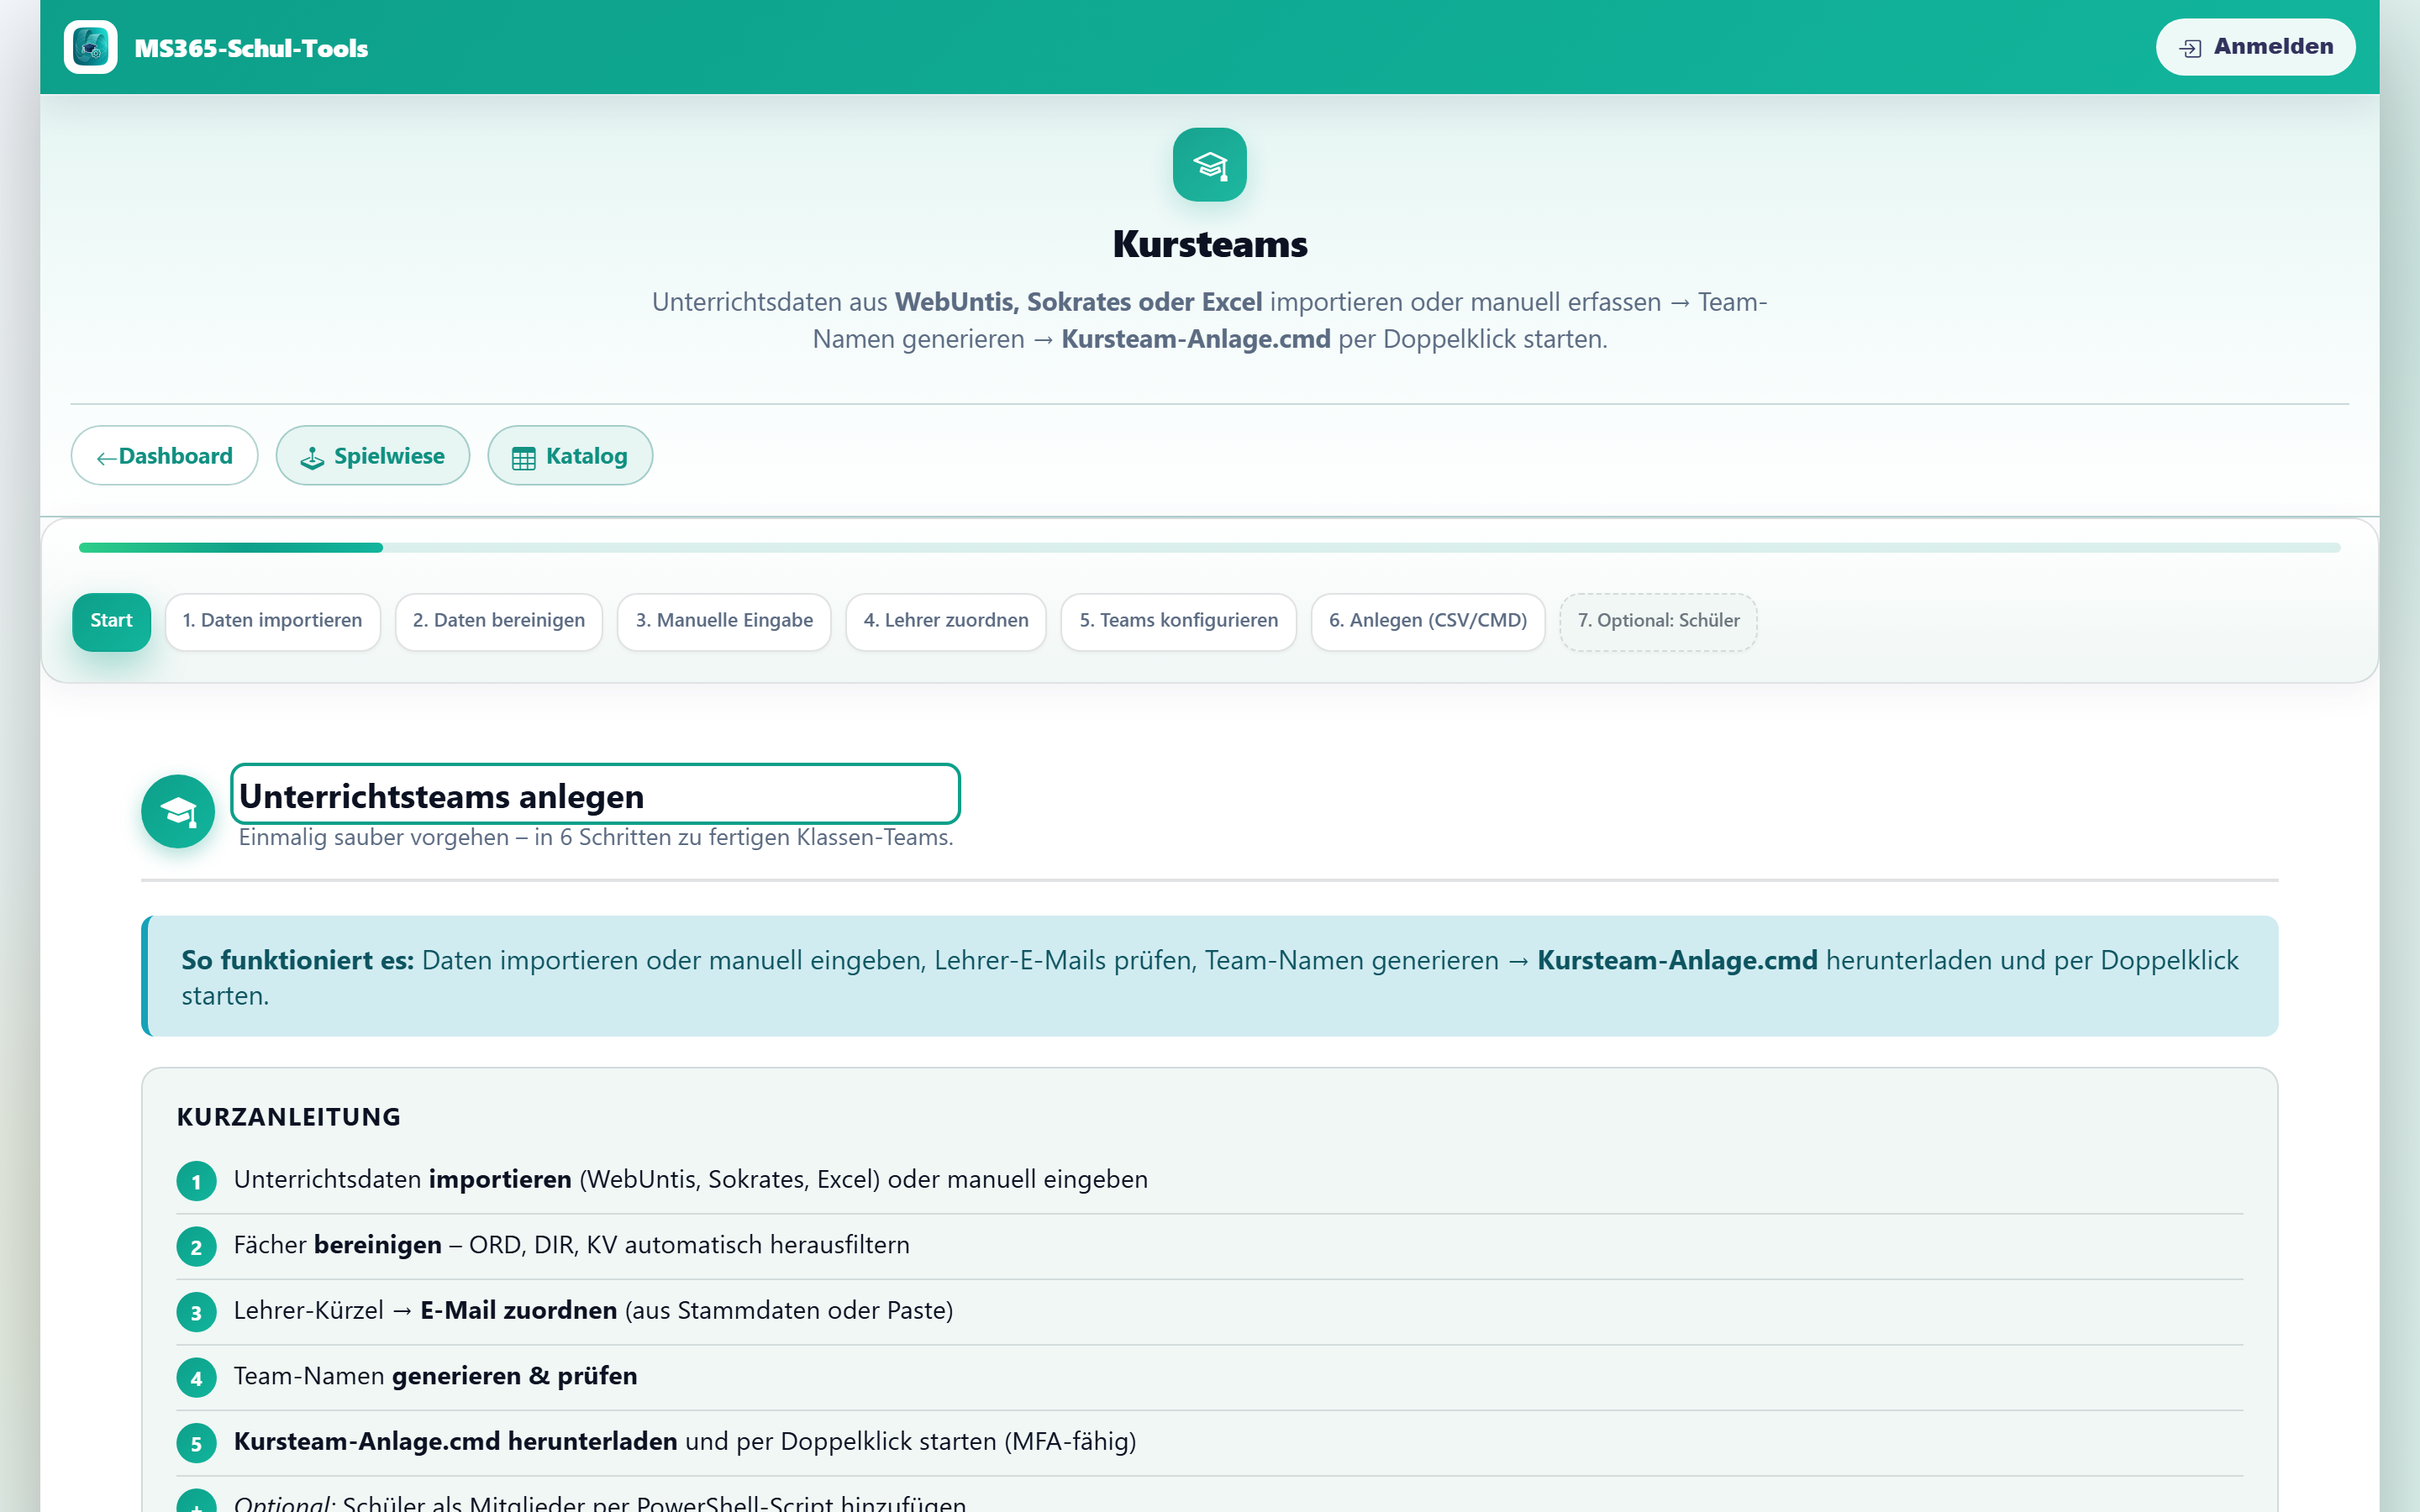 MS365-Schul-Tools
Anmelden
Kursteams
Unterrichtsdaten aus WebUntis, Sokrates oder Excel importieren oder manuell erfassen → Team-
Namen generieren → Kursteam-Anlage.cmd per Doppelklick starten.
←Dashboard
Spielwiese
Katalog
Start
1. Daten importieren
2. Daten bereinigen
3. Manuelle Eingabe
4. Lehrer zuordnen
5. Teams konfigurieren
6. Anlegen (CSV/CMD)
7. Optional: Schüler
Unterrichtsteams anlegen
Einmalig sauber vorgehen – in 6 Schritten zu fertigen Klassen-Teams.
So funktioniert es: Daten importieren oder manuell eingeben, Lehrer-E-Mails prüfen, Team-Namen generieren → Kursteam-Anlage.cmd herunterladen und per Doppelklick
starten.
KURZANLEITUNG
1 Unterrichtsdaten importieren (WebUntis, Sokrates, Excel) oder manuell eingeben
2 Fächer bereinigen – ORD, DIR, KV automatisch herausfiltern
3 Lehrer-Kürzel → E-Mail zuordnen (aus Stammdaten oder Paste)
4 Team-Namen generieren & prüfen
5 Kursteam-Anlage.cmd herunterladen und per Doppelklick starten (MFA-fähig)
+ Optional: Schüler als Mitglieder per PowerShell-Script hinzufügen